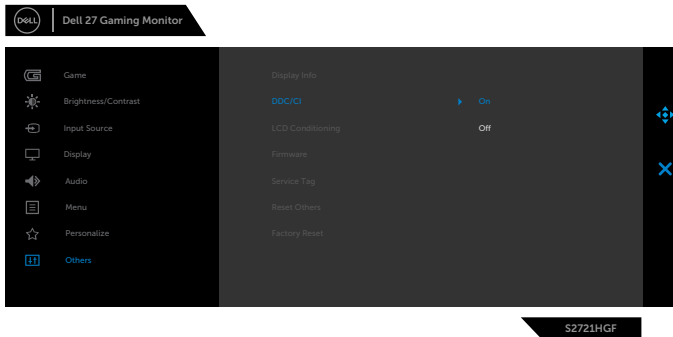 DELL
Dell 27 Gaming Monitor
Game
Brightness/Contrast
Input Source
Display
Audio
Menu
Personalize
Others
Display Info
DDC/CI On
LCD Conditioning Off
Firmware
Service Tag
Reset Others
Factory Reset
S2721HGF